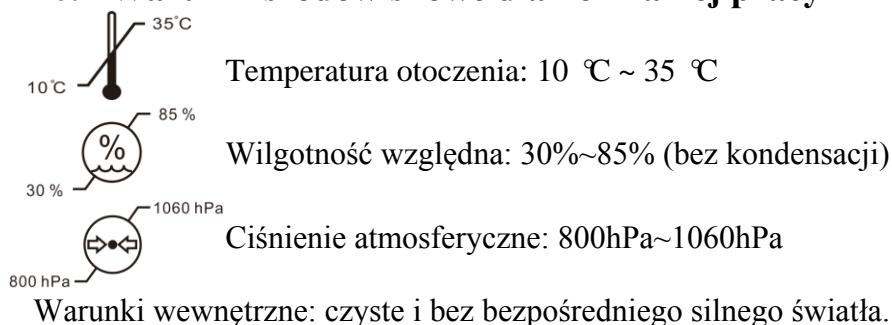 35℃
10℃
Temperatura otoczenia: 10 ℃ ~ 35 ℃
85 %
%
30 %
Wilgotność względna: 30%~85% (bez kondensacji)
1060 hPa
800 hPa
Ciśnienie atmosferyczne: 800hPa~1060hPa
Warunki wewnętrzne: czyste i bez bezpośredniego silnego światła.